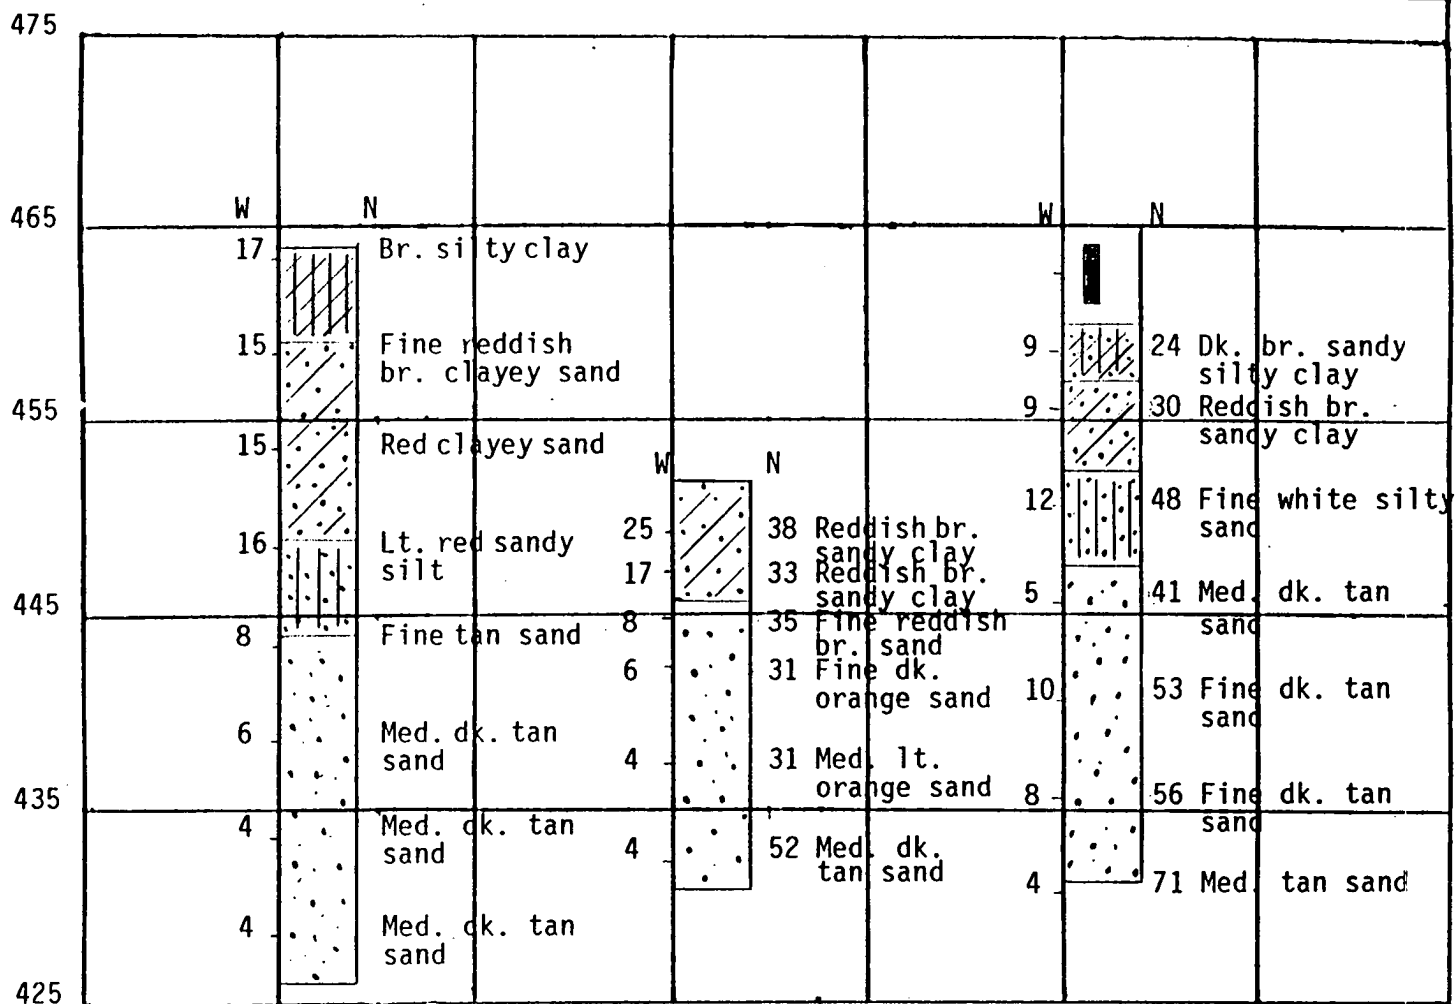 475
465
455
445
435
425
W N
17 Br. silty clay
15 Fine reddish
br. clayey sand
15 Red clayey sand
16 Lt. red sandy
silt
8 Fine tan sand
6 Med. dk. tan
sand
4 Med. dk. tan
sand
4 Med. dk. tan
sand
W N
25 38 Reddish br.
sandy clay
17 33 Reddish br.
sandy clay
8 35 Fine reddish
br. sand
6 31 Fine dk.
orange sand
4 31 Med. lt.
orange sand
4 52 Med. dk.
tan sand
W N
9 24 Dk. br. sandy
silty clay
9 30 Reddish br.
sandy clay
12 48 Fine white silty
sand
5 41 Med. dk. tan
sand
10 53 Fine dk. tan
sand
8 56 Fine dk. tan
sand
4 71 Med. tan sand